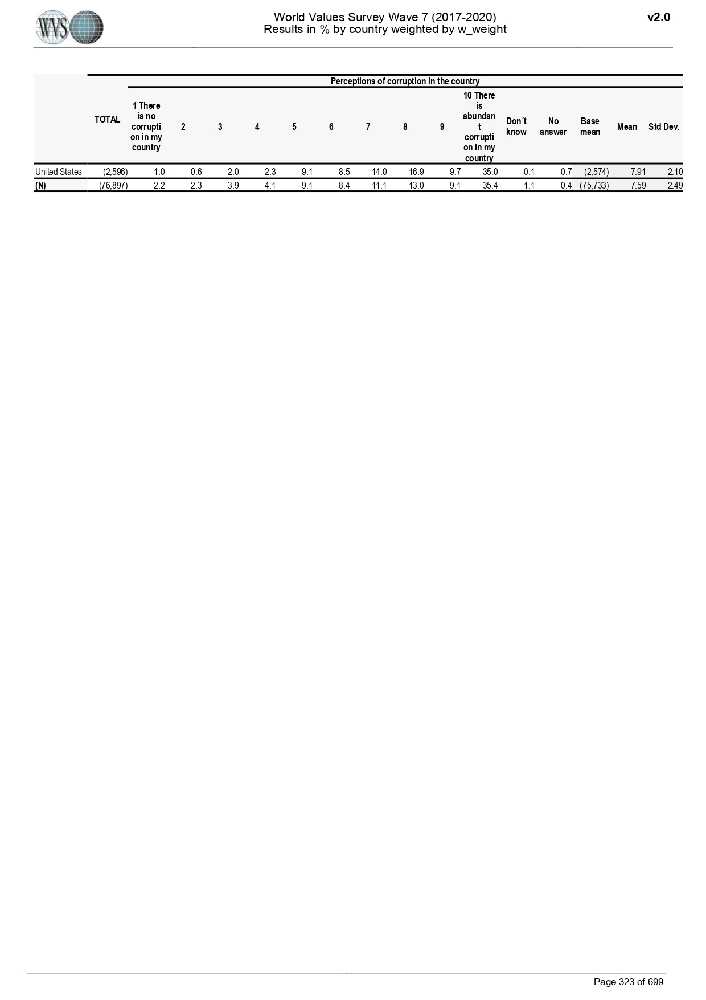 WVS
World Values Survey Wave 7 (2017-2020)
Results in % by country weighted by w_weight
v2.0
Perceptions of corruption in the country
TOTAL
1 There
is no
corrupti
on in my
country
2
3
4
5
6
7
8
9
10 There
is
abundan
t
corrupti
on in my
country
Don´t
know
No
answer
Base
mean
Mean
Std Dev.
United States (2,596) 1.0 0.6 2.0 2.3 9.1 8.5 14.0 16.9 9.7 35.0 0.1 0.7 (2,574) 7.91 2.10
(N) (76,897) 2.2 2.3 3.9 4.1 9.1 8.4 11.1 13.0 9.1 35.4 1.1 0.4 (75,733) 7.59 2.49
Page 323 of 699